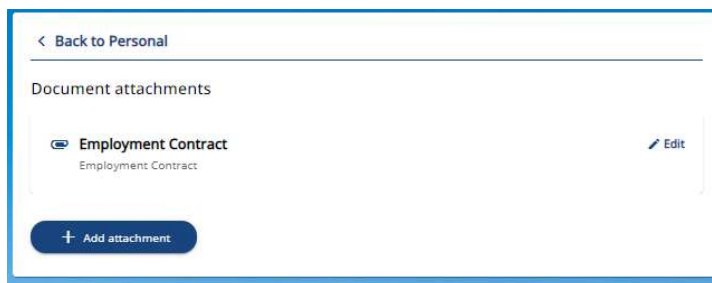 Back to Personal
Document attachments
Employment Contract
Edit
Employment Contract
Add attachment